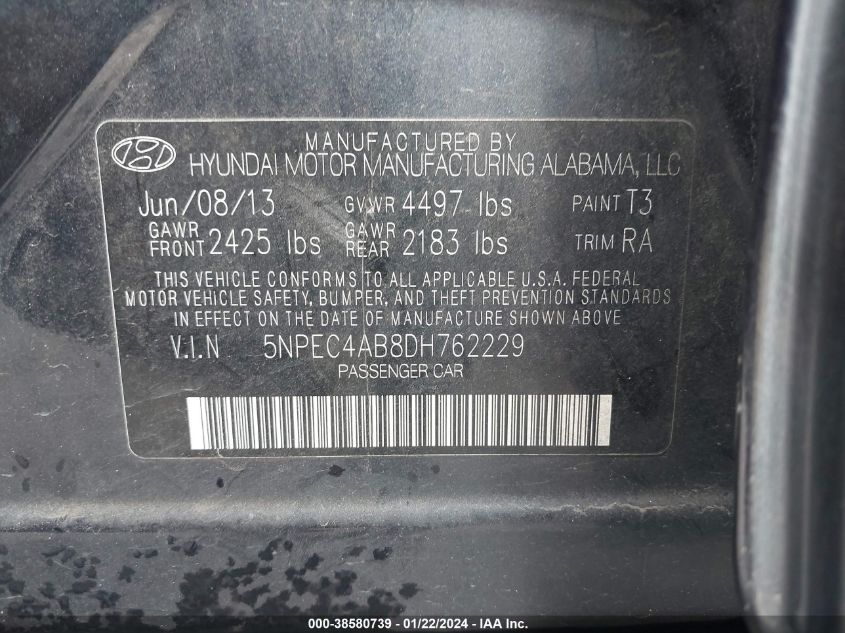 MANUFACTURED BY
HYUNDAI MOTOR MANUFACTURING ALABAMA, LLC
Jun/08/13 GVWR 4497 lbs PAINT T3
GAWR FRONT 2425 lbs GAWR REAR 2183 lbs TRIM RA
THIS VEHICLE CONFORMS TO ALL APPLICABLE U.S.A. FEDERAL
MOTOR VEHICLE SAFETY, BUMPER, AND THEFT PREVENTION STANDARDS
IN EFFECT ON THE DATE OF MANUFACTURE SHOWN ABOVE
V.I.N 5NPEC4AB8DH762229
PASSENGER CAR
000-38580739 - 01/22/2024 - IAA Inc.